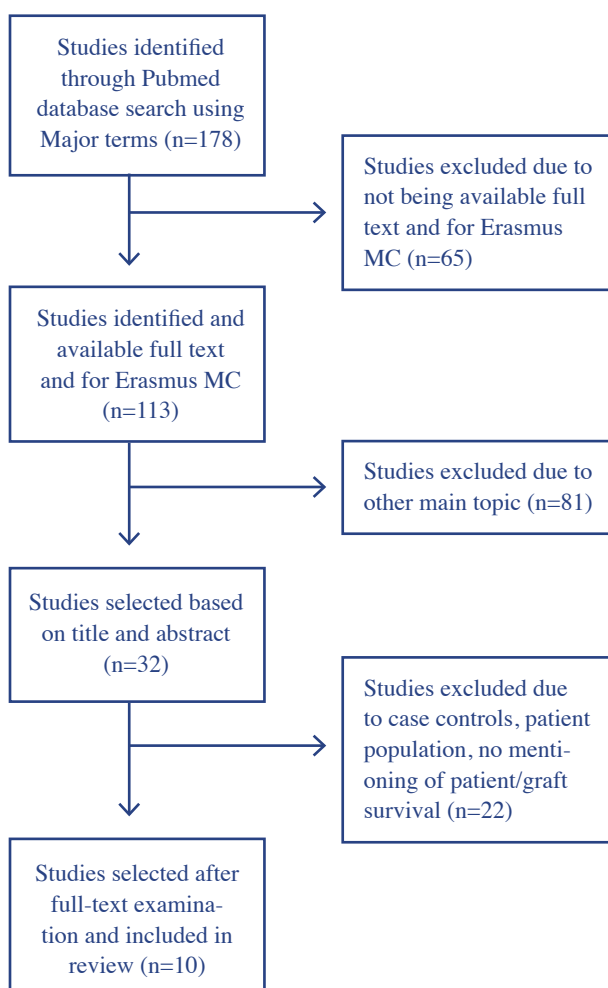 Studies identified
through Pubmed
database search using
Major terms (n=178)
Studies excluded due to
not being available full
text and for Erasmus
MC (n=65)
Studies identified and
available full text
and for Erasmus MC
(n=113)
Studies excluded due to
other main topic (n=81)
Studies selected based
on title and abstract
(n=32)
Studies excluded due
to case controls, patient
population, no menti-
oning of patient/graft
survival (n=22)
Studies selected after
full-text examina-
tion and included in
review (n=10)